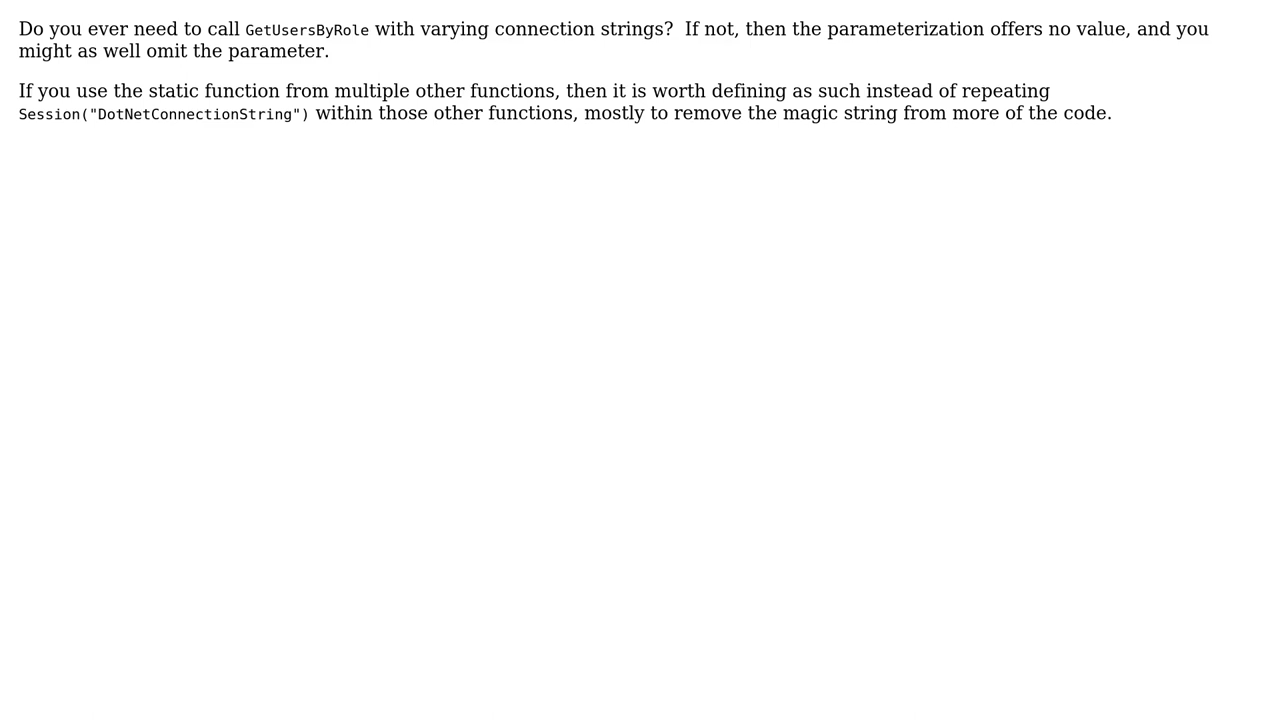 Do you ever need to call GetUsersByRole with varying connection strings?  If not, then the parameterization offers no value, and you
might as well omit the parameter.
If you use the static function from multiple other functions, then it is worth defining as such instead of repeating
Session("DotNetConnectionString") within those other functions, mostly to remove the magic string from more of the code.